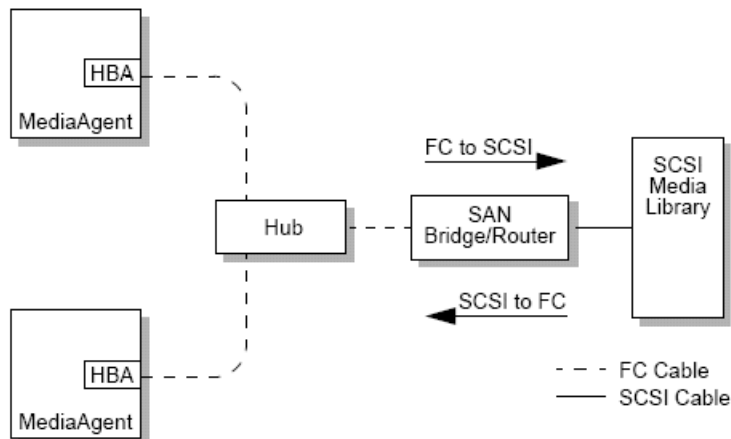 HBA
MediaAgent
FC to SCSI
SCSI
Media
Library
Hub
SAN
Bridge/Router
SCSI to FC
HBA
MediaAgent
FC Cable
SCSI Cable